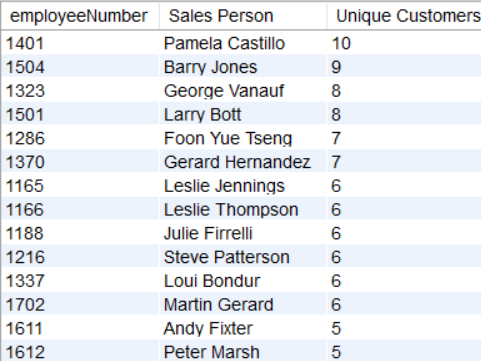 employeeNumber Sales Person Unique Customers
1401 Pamela Castillo 10
1504 Barry Jones 9
1323 George Vanauf 8
1501 Larry Bott 8
1286 Foon Yue Tseng 7
1370 Gerard Hernandez 7
1165 Leslie Jennings 6
1166 Leslie Thompson 6
1188 Julie Firrelli 6
1216 Steve Patterson 6
1337 Loui Bondur 6
1702 Martin Gerard 6
1611 Andy Fixter 5
1612 Peter Marsh 5